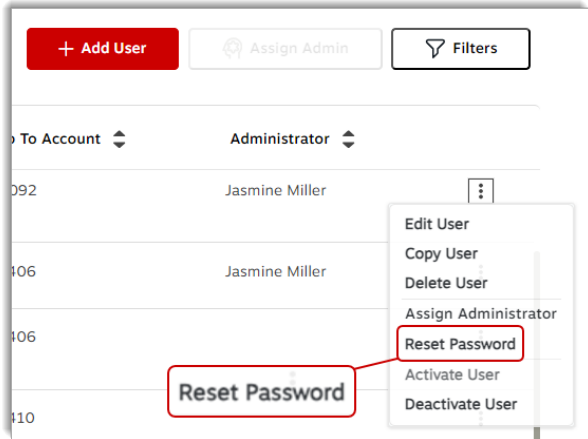 + Add User
Assign Admin
Filters
To Account
Administrator
092
Jasmine Miller
Edit User
Copy User
Delete User
406
Jasmine Miller
Assign Administrator
406
Reset Password
Activate User
Reset Password
Deactivate User
410